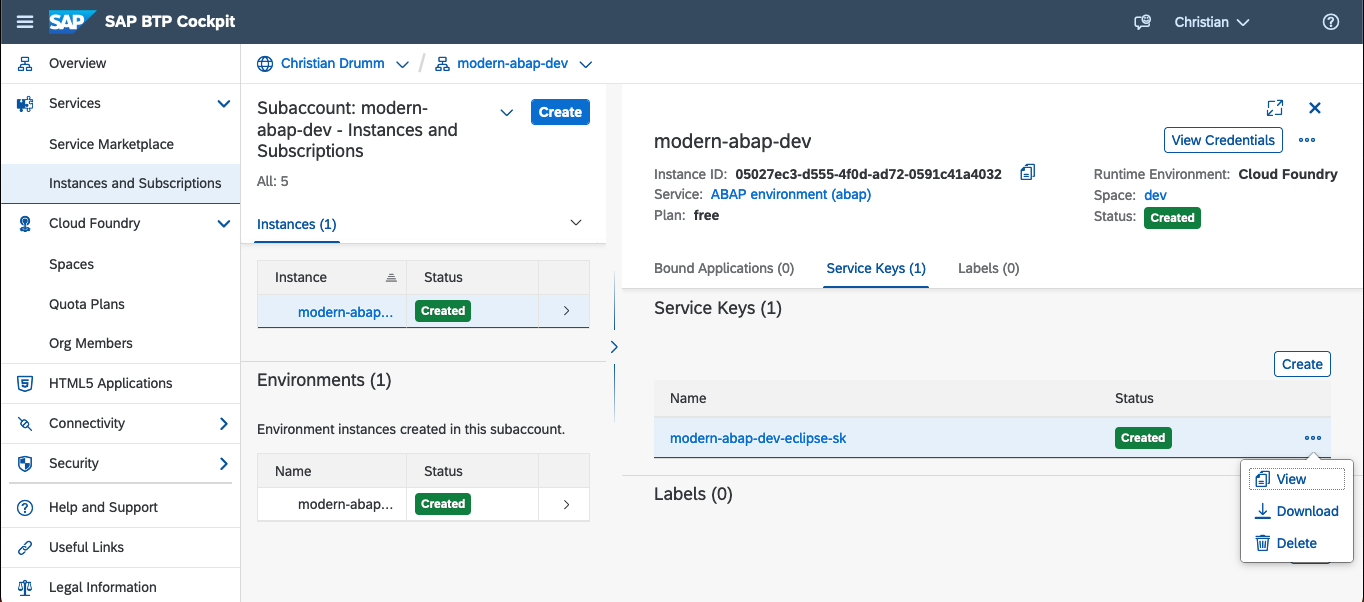 SAP SAP BTP Cockpit
Christian
Overview
Services
Service Marketplace
Instances and Subscriptions
Cloud Foundry
Spaces
Quota Plans
Org Members
HTML5 Applications
Connectivity
Security
Help and Support
Useful Links
Legal Information
Christian Drumm / modern-abap-dev
Subaccount: modern-
abap-dev - Instances and
Subscriptions
Create
All: 5
Instances (1)
Instance Status
modern-abap... Created
Environments (1)
Environment instances created in this subaccount.
Name Status
modern-abap... Created
modern-abap-dev
View Credentials
Instance ID: 05027ec3-d555-4f0d-ad72-0591c41a4032
Service: ABAP environment (abap)
Plan: free
Runtime Environment: Cloud Foundry
Space: dev
Status: Created
Bound Applications (0) Service Keys (1) Labels (0)
Service Keys (1)
Create
Name Status
modern-abap-dev-eclipse-sk Created
View
Download
Delete
Labels (0)